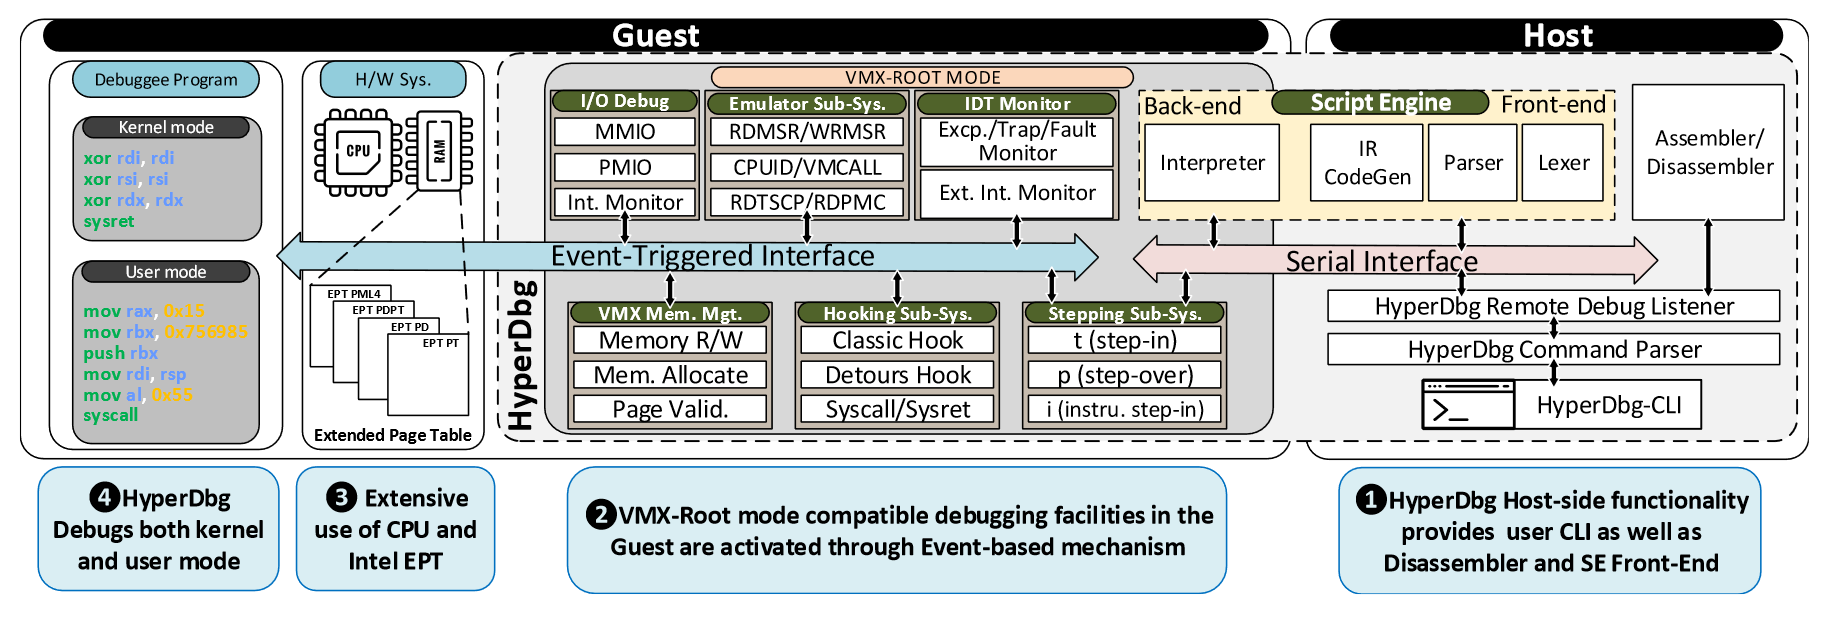 Guest
Host
Debuggee Program
Kernel mode
xor rdi, rdi
xor rsi, rsi
xor rdx, rdx
sysret
User mode
mov rax, 0x15
mov rbx, 0x756985
push rbx
mov rdi, rsp
mov al, 0x55
syscall
H/W Sys.
CPU
RAM
EPT PML4
EPT PDPT
EPT PD
EPT PT
Extended Page Table
HyperDbg
VMX-ROOT MODE
I/O Debug
MMIO
PMIO
Int. Monitor
Emulator Sub-Sys.
RDMSR/WRMSR
CPUID/VMCALL
RDTSCP/RDPMC
IDT Monitor
Excp./Trap/Fault
Monitor
Ext. Int. Monitor
Event-Triggered Interface
VMX Mem. Mgt.
Memory R/W
Mem. Allocate
Page Valid.
Hooking Sub-Sys.
Classic Hook
Detours Hook
Syscall/Sysret
Stepping Sub-Sys.
t (step-in)
p (step-over)
i (instru. step-in)
Back-end
Script Engine
Front-end
Interpreter
IR
CodeGen
Parser
Lexer
Assembler/
Disassembler
Serial Interface
HyperDbg Remote Debug Listener
HyperDbg Command Parser
HyperDbg-CLI
4 HyperDbg
Debugs both kernel
and user mode
3 Extensive
use of CPU and
Intel EPT
2 VMX-Root mode compatible debugging facilities in the
Guest are activated through Event-based mechanism
1 HyperDbg Host-side functionality
provides user CLI as well as
Disassembler and SE Front-End